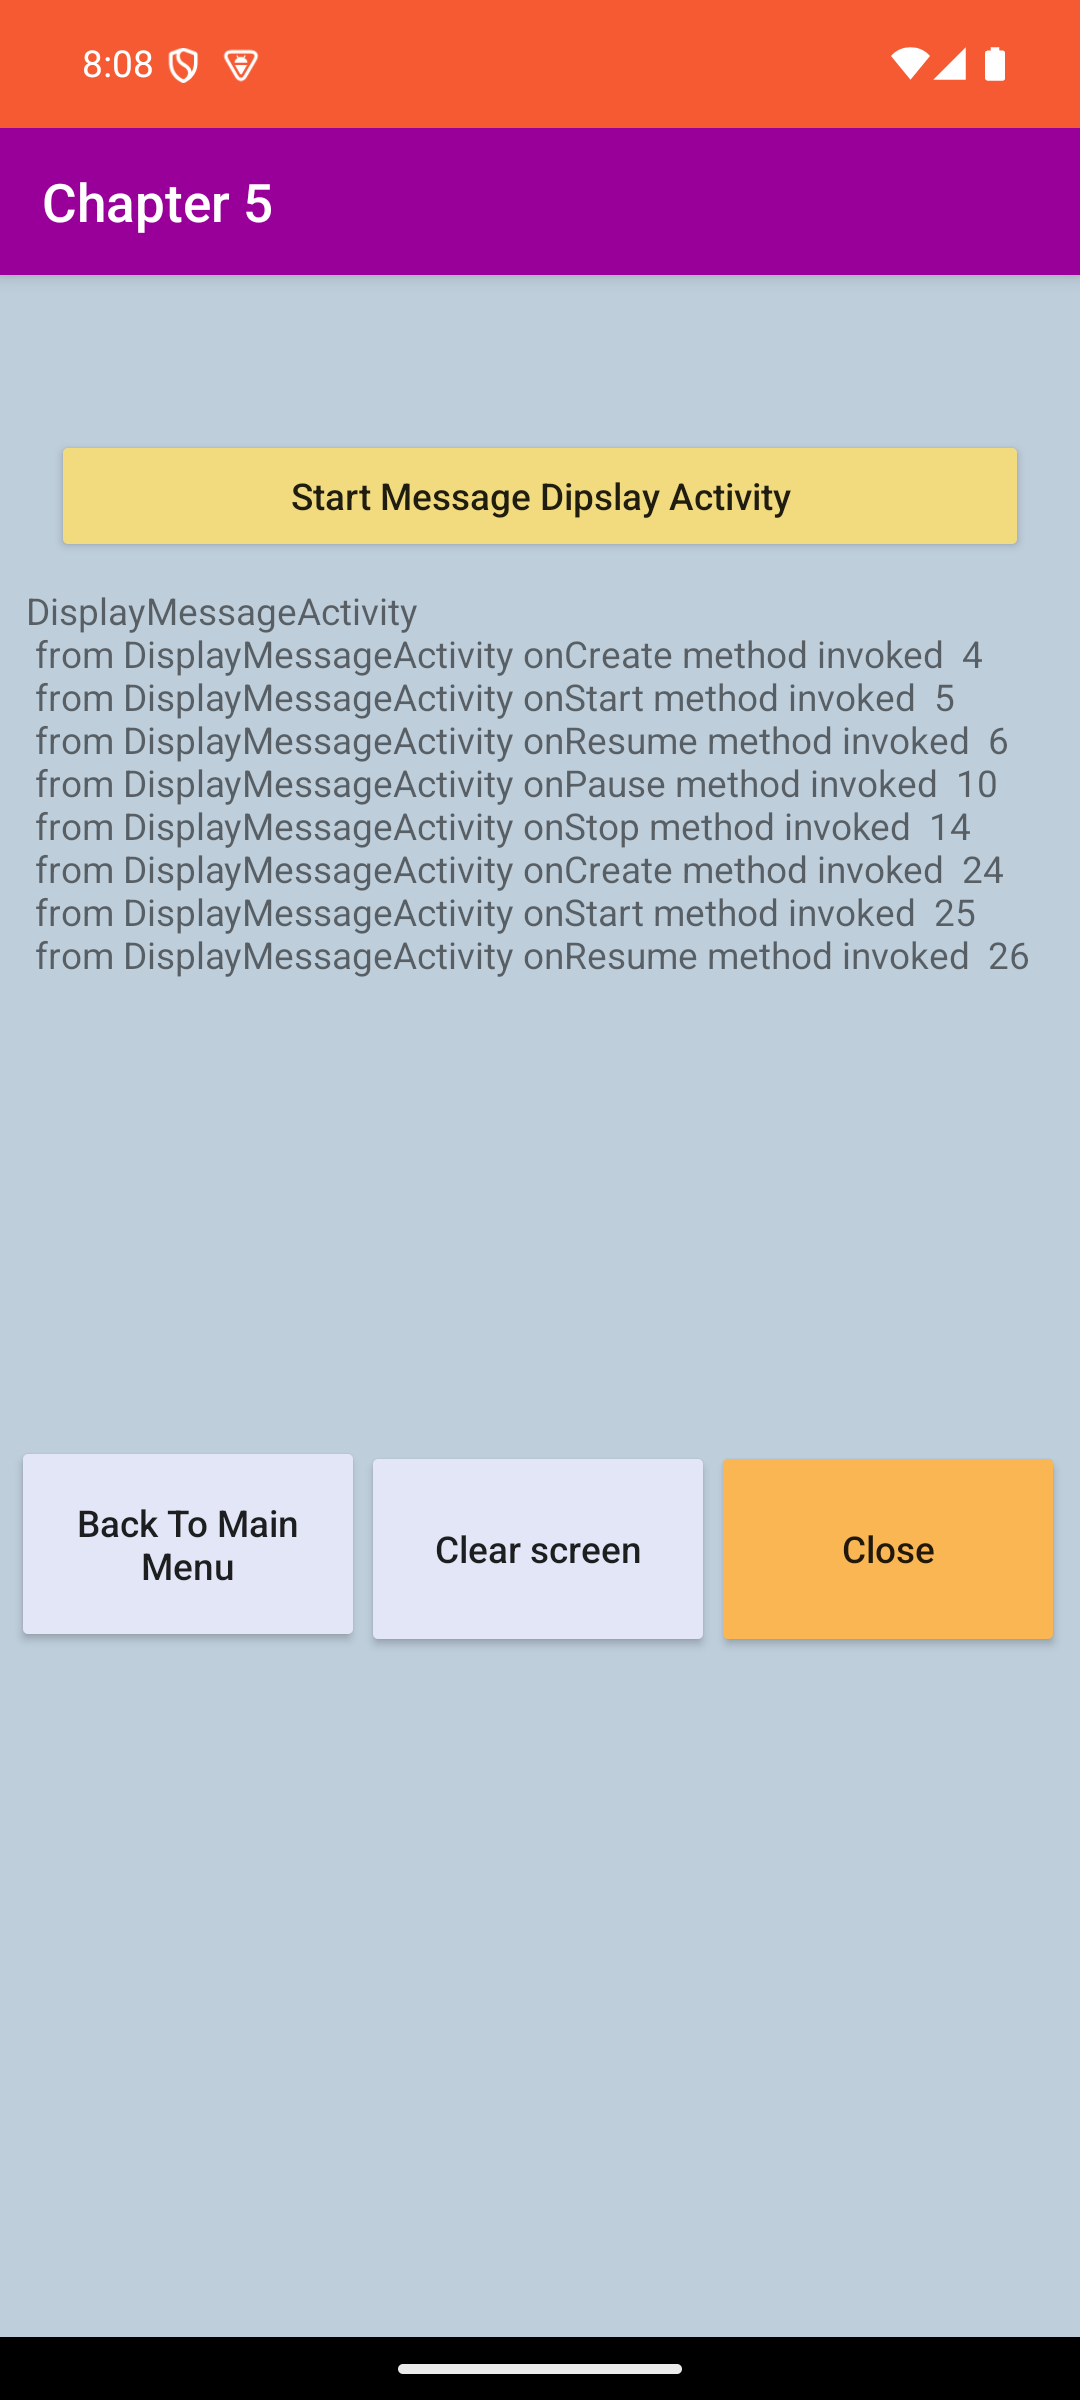 8:08
Chapter 5
Start Message Dipslay Activity
DisplayMessageActivity
from DisplayMessageActivity onCreate method invoked 4
from DisplayMessageActivity onStart method invoked 5
from DisplayMessageActivity onResume method invoked 6
from DisplayMessageActivity onPause method invoked 10
from DisplayMessageActivity onStop method invoked 14
from DisplayMessageActivity onCreate method invoked 24
from DisplayMessageActivity onStart method invoked 25
from DisplayMessageActivity onResume method invoked 26
Back To Main
Menu
Clear screen
Close